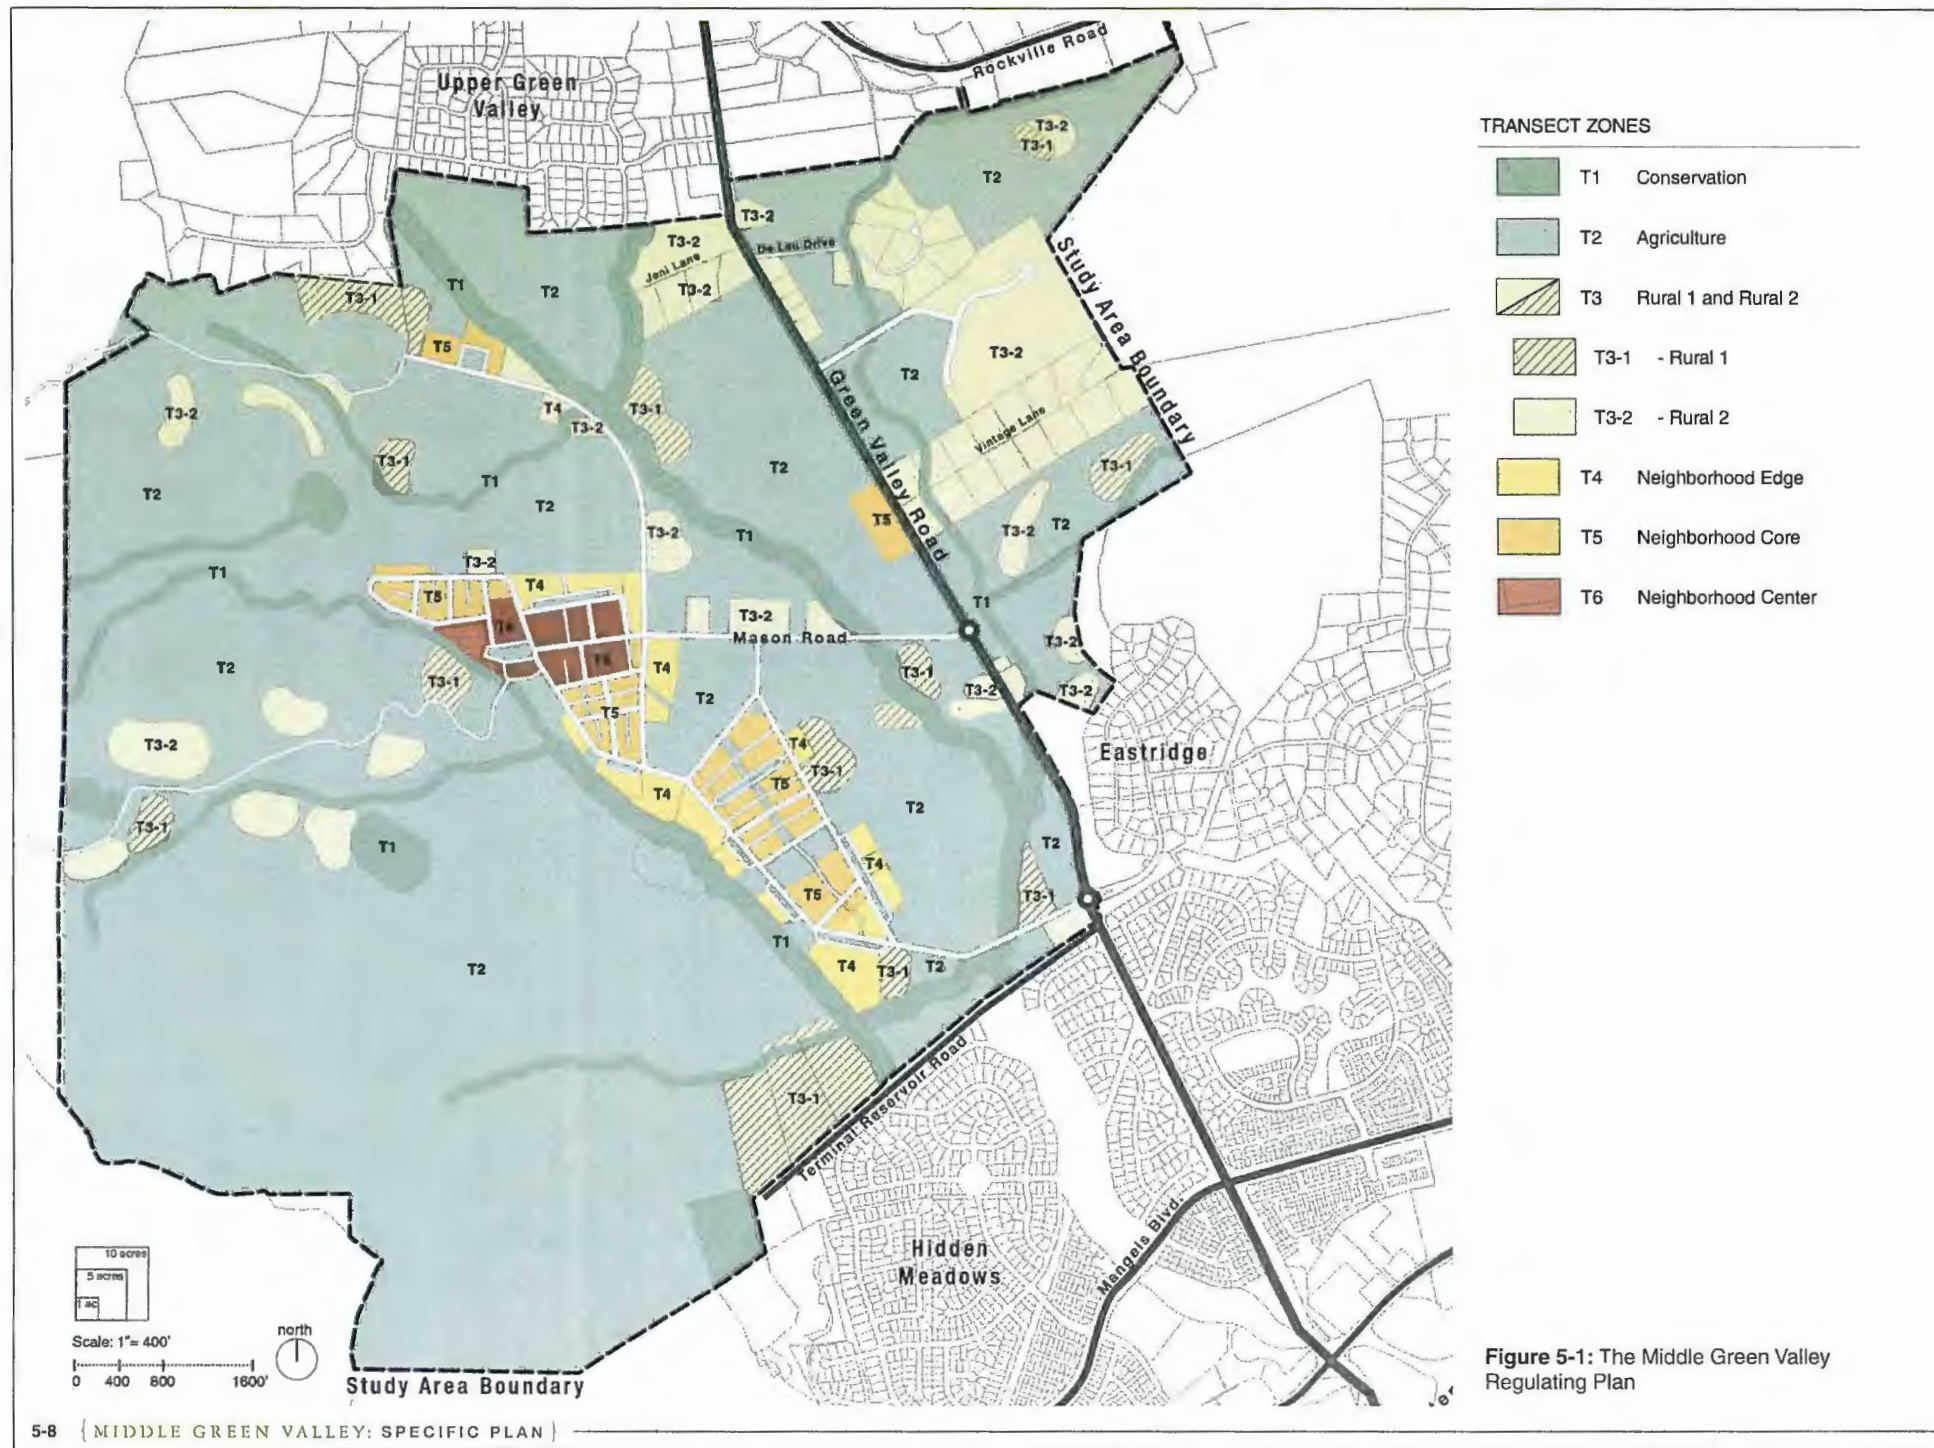 Rockville Road
Upper Green
Valley
T3-2
T3-1
T2
T3-2
De Lau Drive
T3-2
Joni Lane
T3-2
T1
T2
T3-1
T5
Study Area Boundary
T3-2
T2
Green Valley Road
Vintage Lane
T3-2
T4
T3-2
T3-1
T3-1
T1
T2
T2
T2
T3-1
T5
T3-2
T2
T3-2
T1
T3-2
T1
T5
T4
T6
T6
T3-2
Mason Road
T1
T3-2
T2
T3-1
T4
T2
T3-1
T3-2
T3-2
T5
T3-2
T4
T3-1
T5
T4
Eastridge
T2
T3-1
T1
T2
T4
T5
T3-1
T1
T2
T4
T3-1
T2
T3-1
Terminal Reservoir Road
Hidden
Meadows
Mangels Blvd.
10 acres
5 acres
1 ac
Scale: 1"= 400'
0 400 800 1600'
north
Study Area Boundary
TRANSECT ZONES
T1 Conservation
T2 Agriculture
T3 Rural 1 and Rural 2
T3-1 - Rural 1
T3-2 - Rural 2
T4 Neighborhood Edge
T5 Neighborhood Core
T6 Neighborhood Center
Figure 5-1: The Middle Green Valley
Regulating Plan
5-8 {MIDDLE GREEN VALLEY: SPECIFIC PLAN}